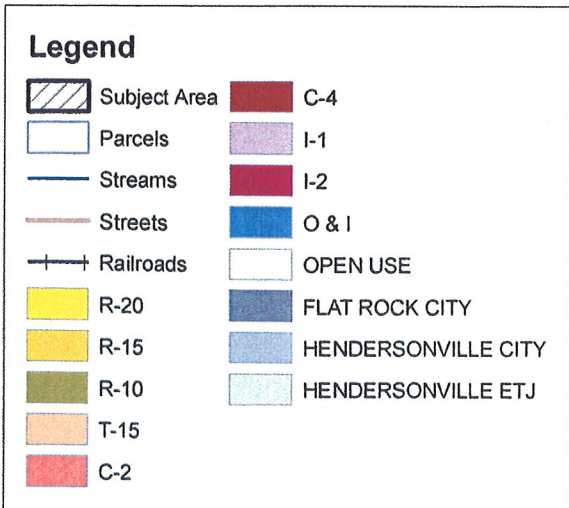 Legend
Subject Area
Parcels
Streams
Streets
Railroads
R-20
R-15
R-10
T-15
C-2
C-4
I-1
I-2
O & I
OPEN USE
FLAT ROCK CITY
HENDERSONVILLE CITY
HENDERSONVILLE ETJ